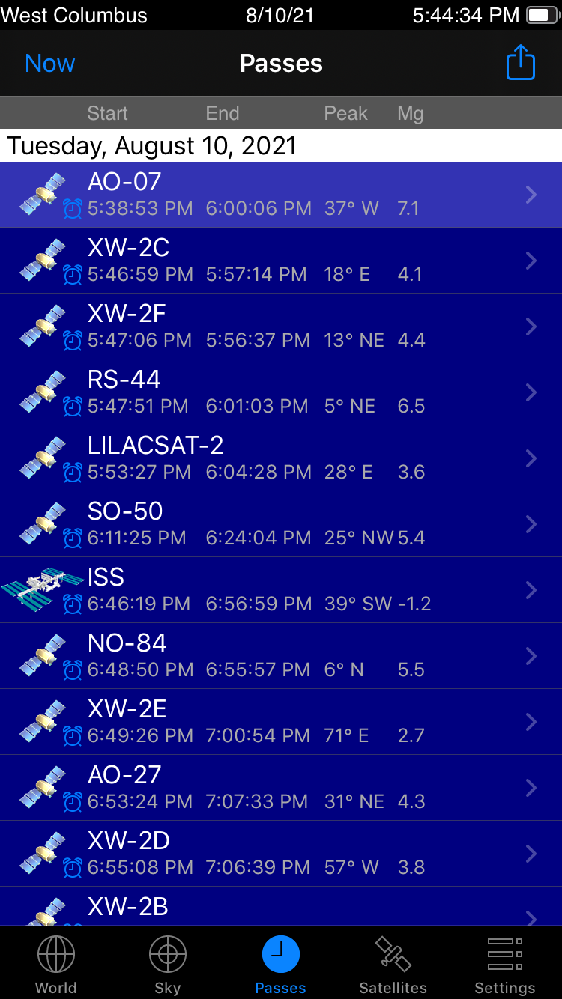 West Columbus 8/10/21 5:44:34 PM
Now Passes
Start End Peak Mg
Tuesday, August 10, 2021
AO-07
5:38:53 PM 6:00:06 PM 37° W 7.1
XW-2C
5:46:59 PM 5:57:14 PM 18° E 4.1
XW-2F
5:47:06 PM 5:56:37 PM 13° NE 4.4
RS-44
5:47:51 PM 6:01:03 PM 5° NE 6.5
LILACSAT-2
5:53:27 PM 6:04:28 PM 28° E 3.6
SO-50
6:11:25 PM 6:24:04 PM 25° NW 5.4
ISS
6:46:19 PM 6:56:59 PM 39° SW -1.2
NO-84
6:48:50 PM 6:55:57 PM 6° N 5.5
XW-2E
6:49:26 PM 7:00:54 PM 71° E 2.7
AO-27
6:53:24 PM 7:07:33 PM 31° NE 4.3
XW-2D
6:55:08 PM 7:06:39 PM 57° W 3.8
XW-2B
World Sky Passes Satellites Settings